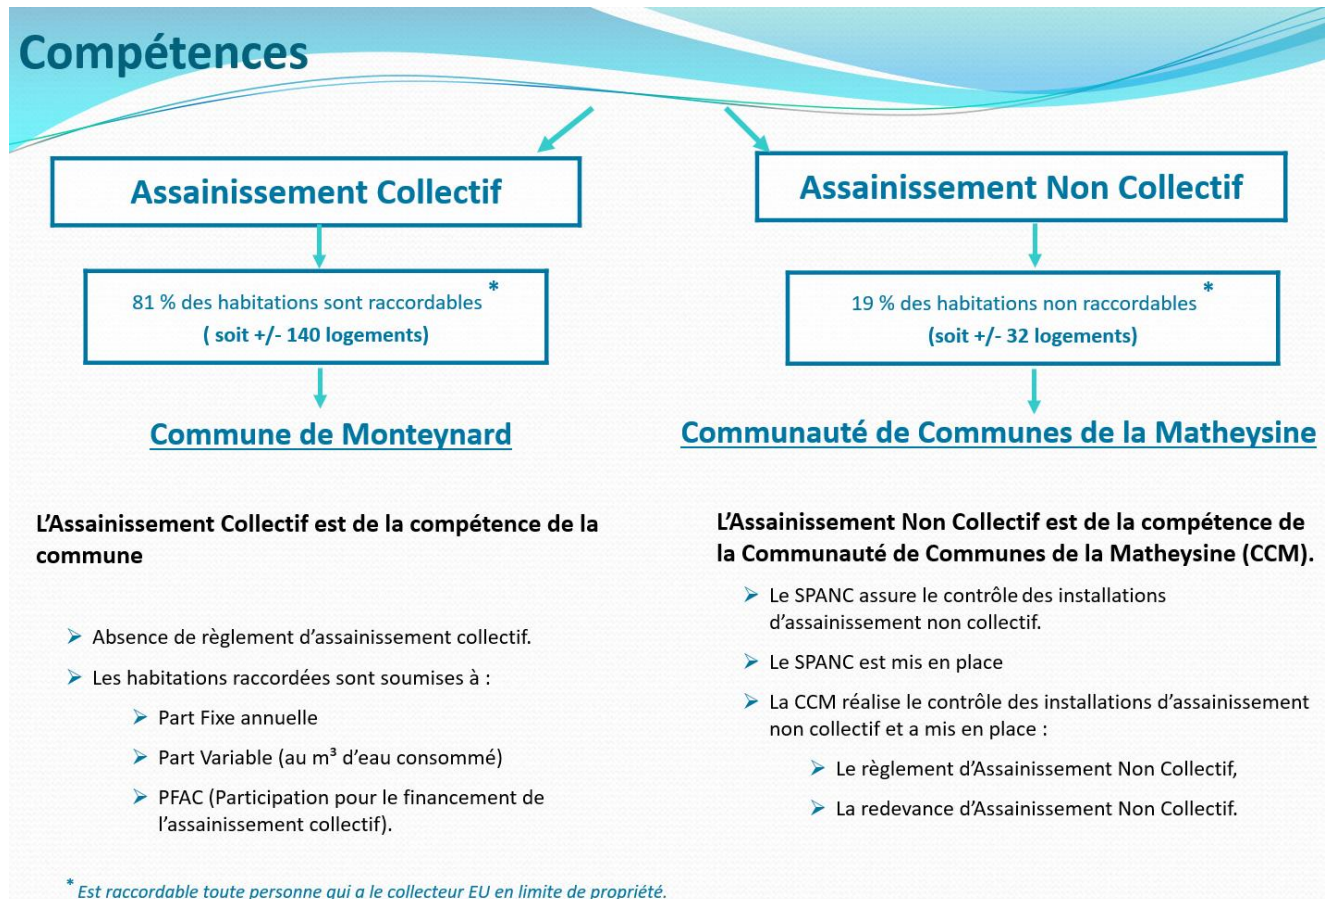 Compétences
Assainissement Collectif
81 % des habitations sont raccordables *
( soit +/- 140 logements)
Commune de Monteynard
L’Assainissement Collectif est de la compétence de la
commune
➢ Absence de règlement d’assainissement collectif.
➢ Les habitations raccordées sont soumises à :
➢ Part Fixe annuelle
➢ Part Variable (au m³ d’eau consommé)
➢ PFAC (Participation pour le financement de
l’assainissement collectif).
Assainissement Non Collectif
19 % des habitations non raccordables *
(soit +/- 32 logements)
Communauté de Communes de la Matheysine
L’Assainissement Non Collectif est de la compétence de
la Communauté de Communes de la Matheysine (CCM).
➢ Le SPANC assure le contrôle des installations
d’assainissement non collectif.
➢ Le SPANC est mis en place
➢ La CCM réalise le contrôle des installations d’assainissement
non collectif et a mis en place :
➢ Le règlement d’Assainissement Non Collectif,
➢ La redevance d’Assainissement Non Collectif.
* Est raccordable toute personne qui a le collecteur EU en limite de propriété.